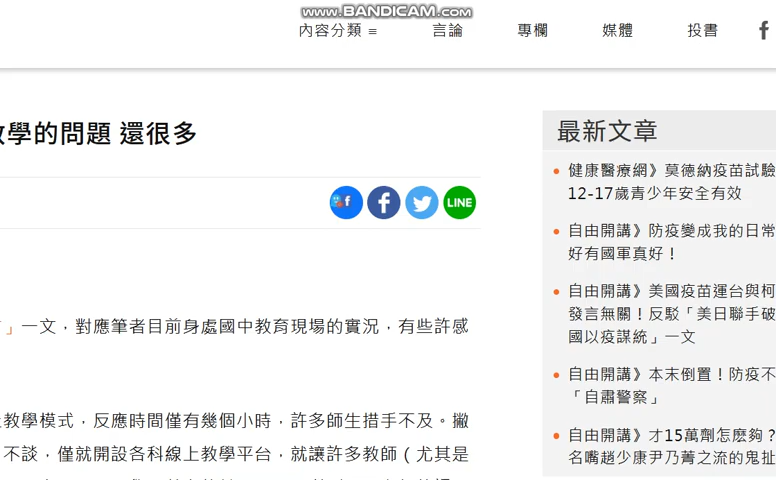 www.BANDICAM.com
內容分類 ≡ 言論 專欄 媒體 投書 f
學的問題 還很多
f f LINE
」一文，對應筆者目前身處國中教育現場的實況，有些許感
教學模式，反應時間僅有幾個小時，許多師生措手不及。撇
不談，僅就開設各科線上教學平台，就讓許多教師（尤其是
最新文章
健康醫療網》莫德納疫苗試驗
12-17歲青少年安全有效
自由開講》防疫變成我的日常
好有國軍真好！
自由開講》美國疫苗運台與柯
發言無關！反駁「美日聯手破
國以疫謀統」一文
自由開講》本末倒置！防疫不
「自肅警察」
自由開講》才15萬劑怎麼夠？
名嘴趙少康尹乃菁之流的鬼扯